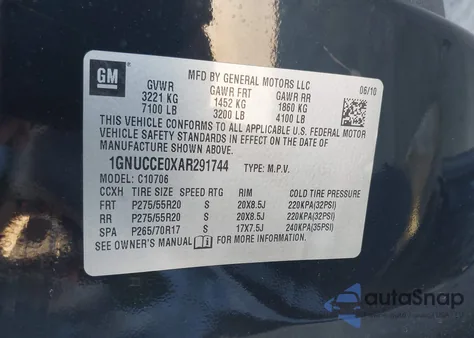 GM
MFD BY GENERAL MOTORS LLC 06/10
GVWR GAWR FRT GAWR RR
3221 KG 1452 KG 1860 KG
7100 LB 3200 LB 4100 LB
THIS VEHICLE CONFORMS TO ALL APPLICABLE U.S. FEDERAL MOTOR
VEHICLE SAFETY STANDARDS IN EFFECT ON THE DATE OF
MANUFACTURE SHOWN ABOVE.
1GNUCCE0XAR291744 TYPE: M.P.V.
MODEL: C10706
CCXH TIRE SIZE SPEED RTG RIM COLD TIRE PRESSURE
FRT P275/55R20 S 20X8.5J 220KPA(32PSI)
RR P275/55R20 S 20X8.5J 220KPA(32PSI)
SPA P265/70R17 S 17X7.5J 240KPA(35PSI)
SEE OWNER'S MANUAL FOR MORE INFORMATION.
autoSnap